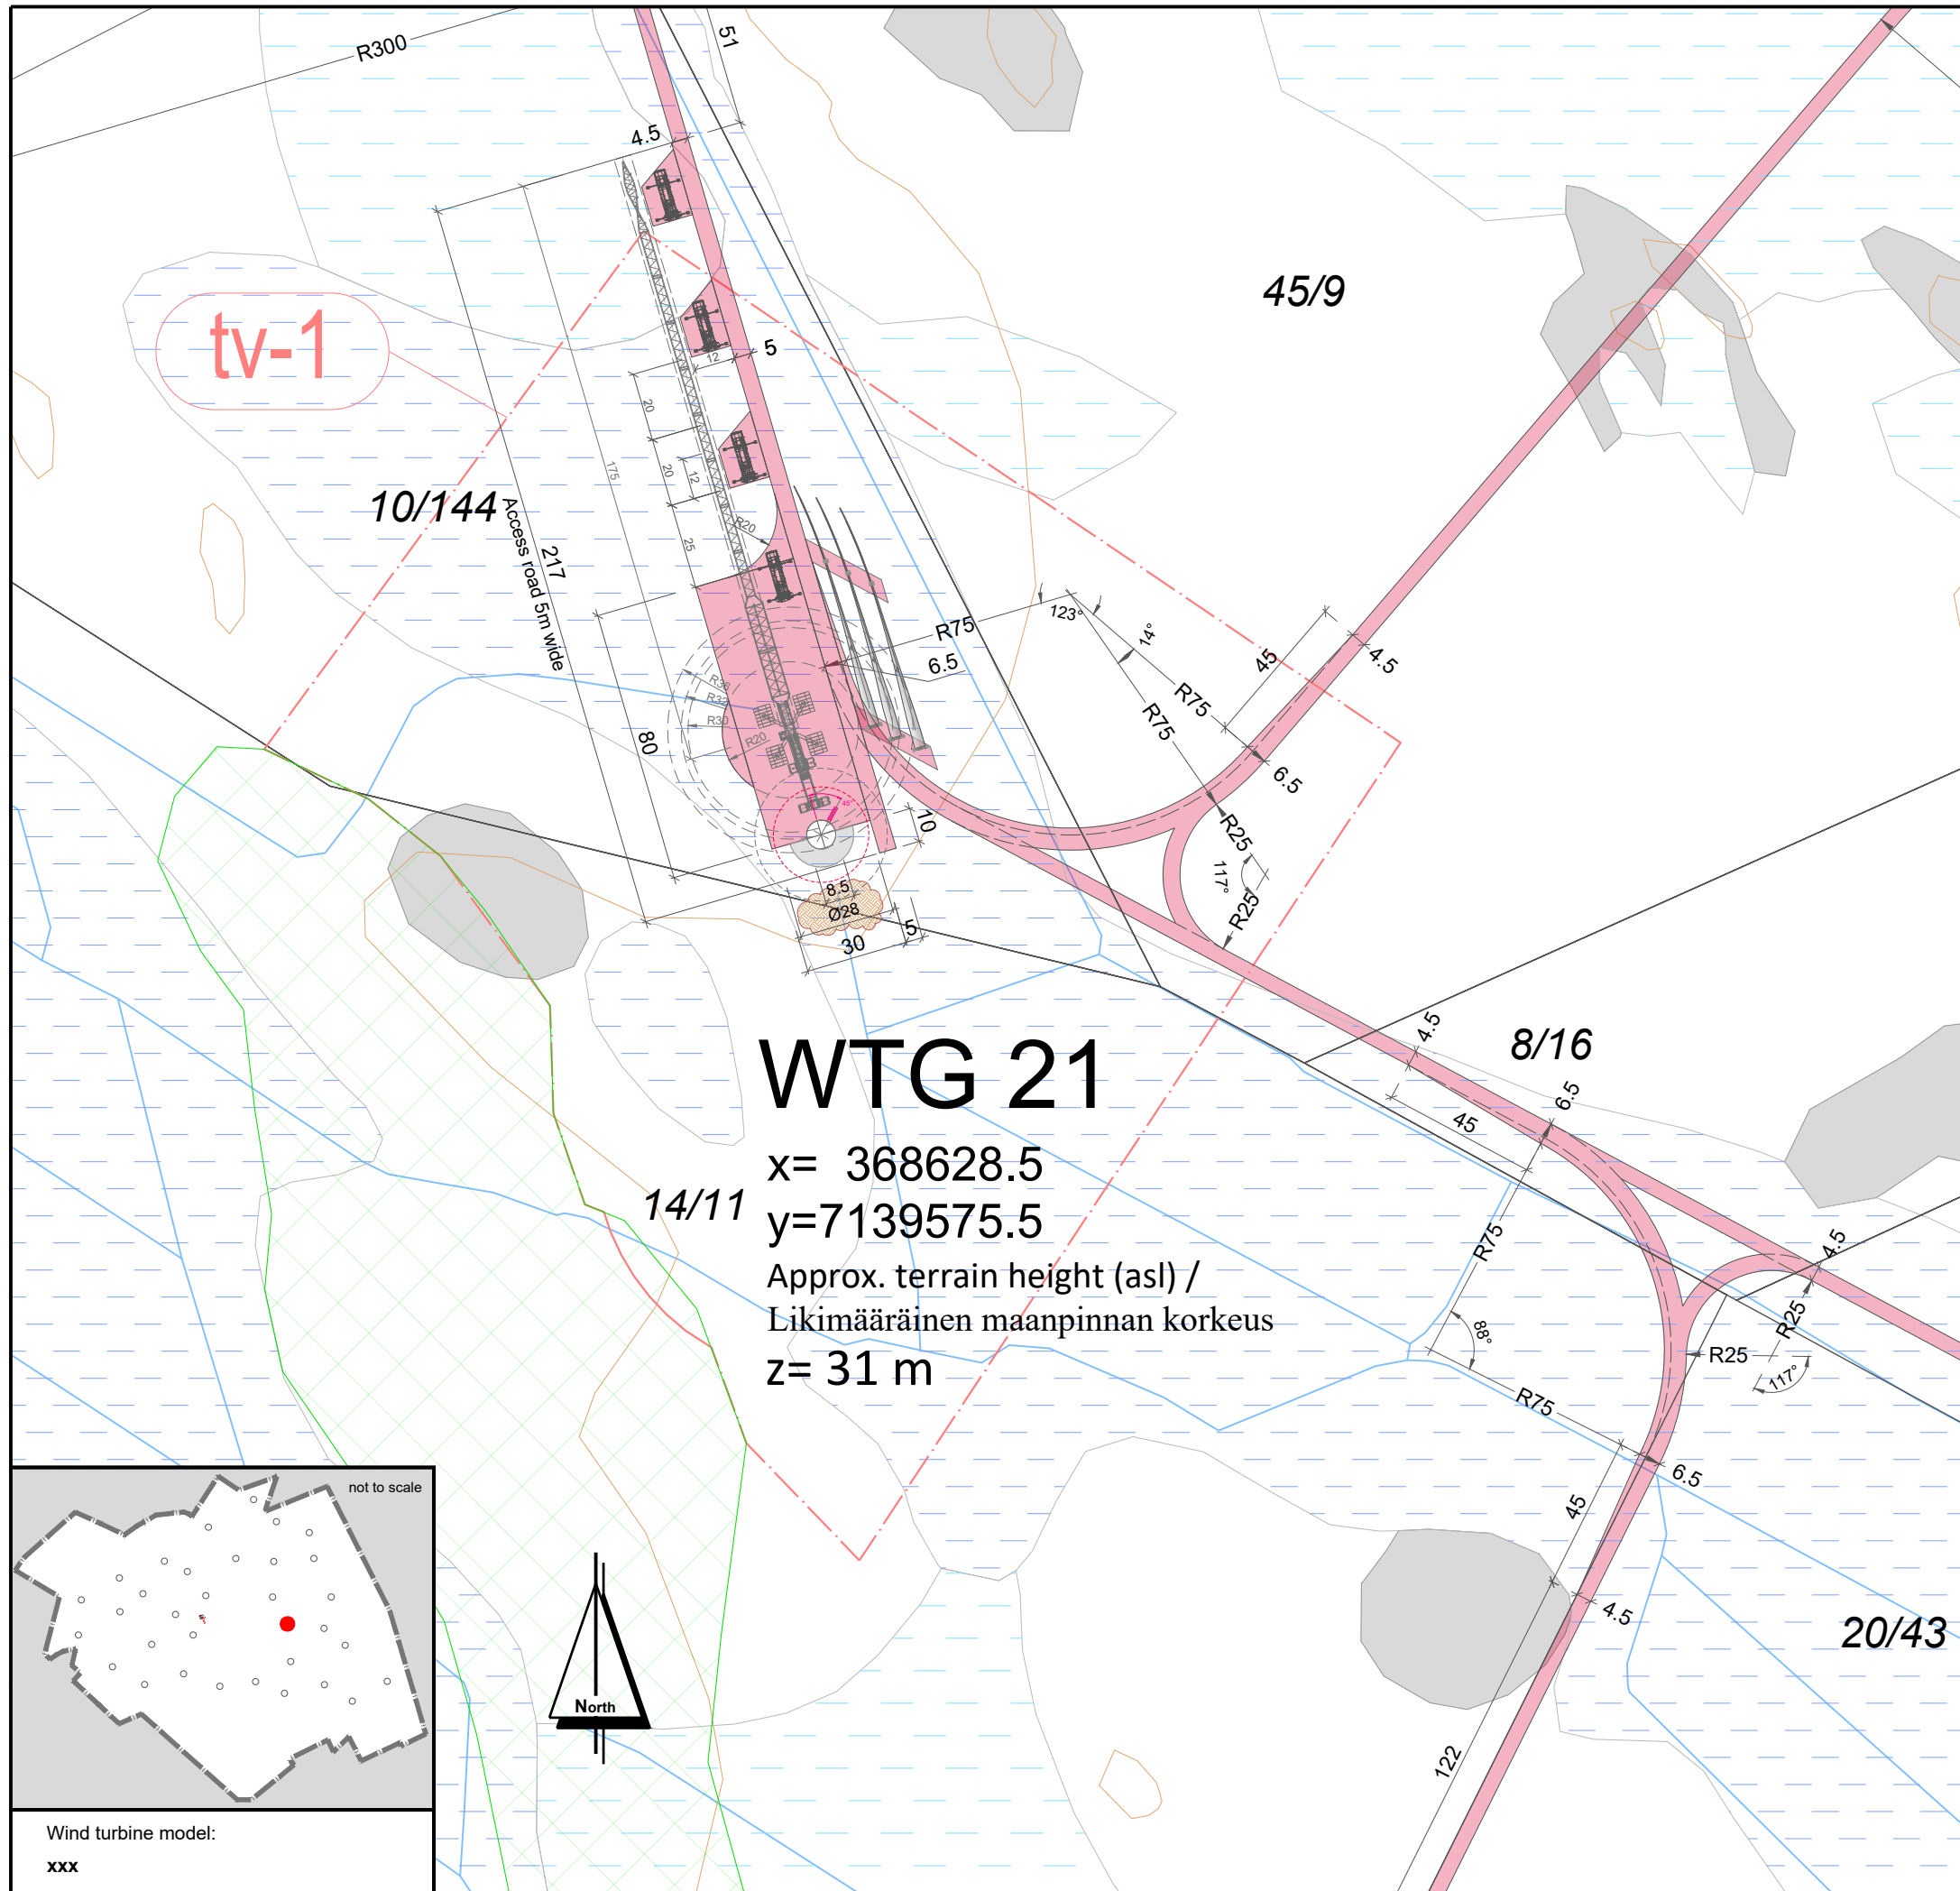 R300
51
4.5
45/9
tv-1
5
12
20
20
12
175
10/144
R20
25
217
Access road 5m wide
R75
6.5
123°
14°
45
4.5
R75
R75
6.5
R36
R32
R30
R20
80
45°
10
R25
117°
R25
8.5
Ø28
5
30
WTG 21
4.5
8/16
6.5
45
x= 368628.5
14/11
y=7139575.5
R75
4.5
Approx. terrain height (asl) /
Likimääräinen maanpinnan korkeus
z= 31 m
88°
R25
R25
117°
R75
6.5
45
4.5
20/43
122
not to scale
North
Wind turbine model:
xxx